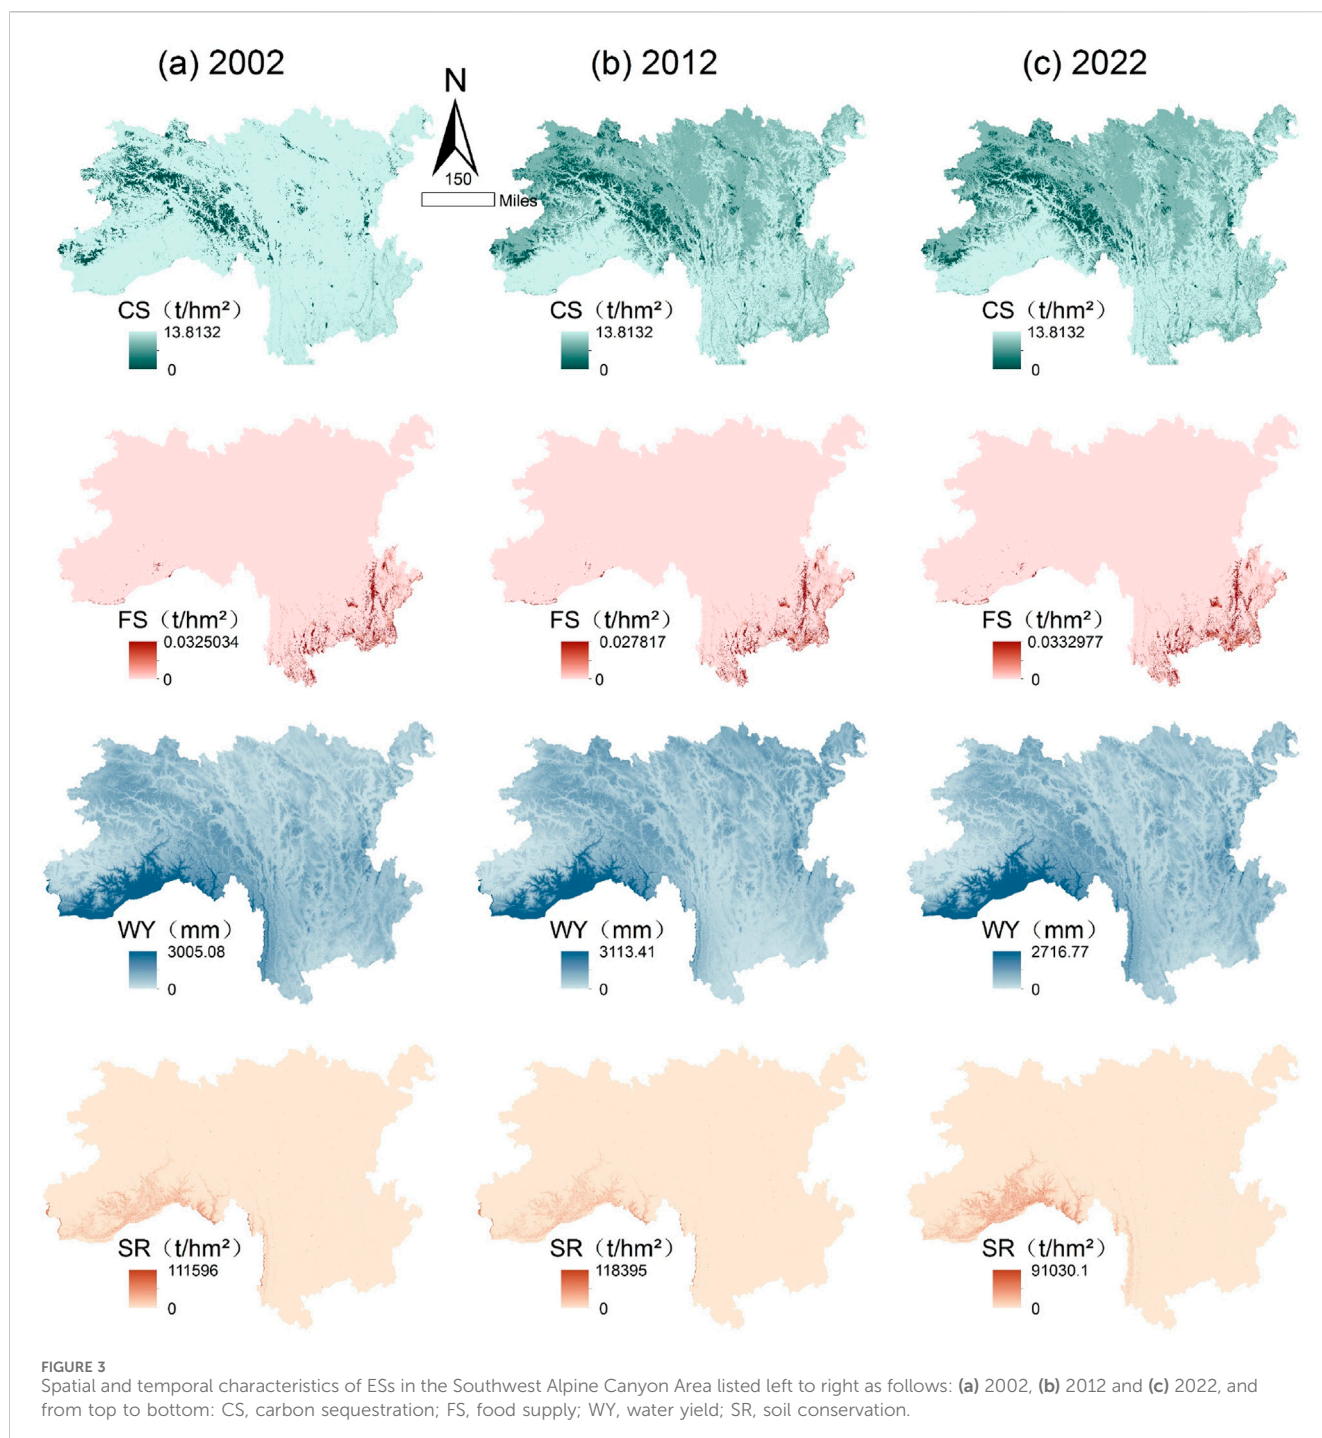 (a) 2002
(b) 2012
(c) 2022
N
150
Miles
CS（t/hm²）
13.8132
0
CS（t/hm²）
13.8132
0
CS（t/hm²）
13.8132
0
FS（t/hm²）
0.0325034
0
FS（t/hm²）
0.027817
0
FS（t/hm²）
0.0332977
0
WY（mm）
3005.08
0
WY（mm）
3113.41
0
WY（mm）
2716.77
0
SR（t/hm²）
111596
0
SR（t/hm²）
118395
0
SR（t/hm²）
91030.1
0
FIGURE 3
Spatial and temporal characteristics of ESs in the Southwest Alpine Canyon Area listed left to right as follows: (a) 2002, (b) 2012 and (c) 2022, and
from top to bottom: CS, carbon sequestration; FS, food supply; WY, water yield; SR, soil conservation.